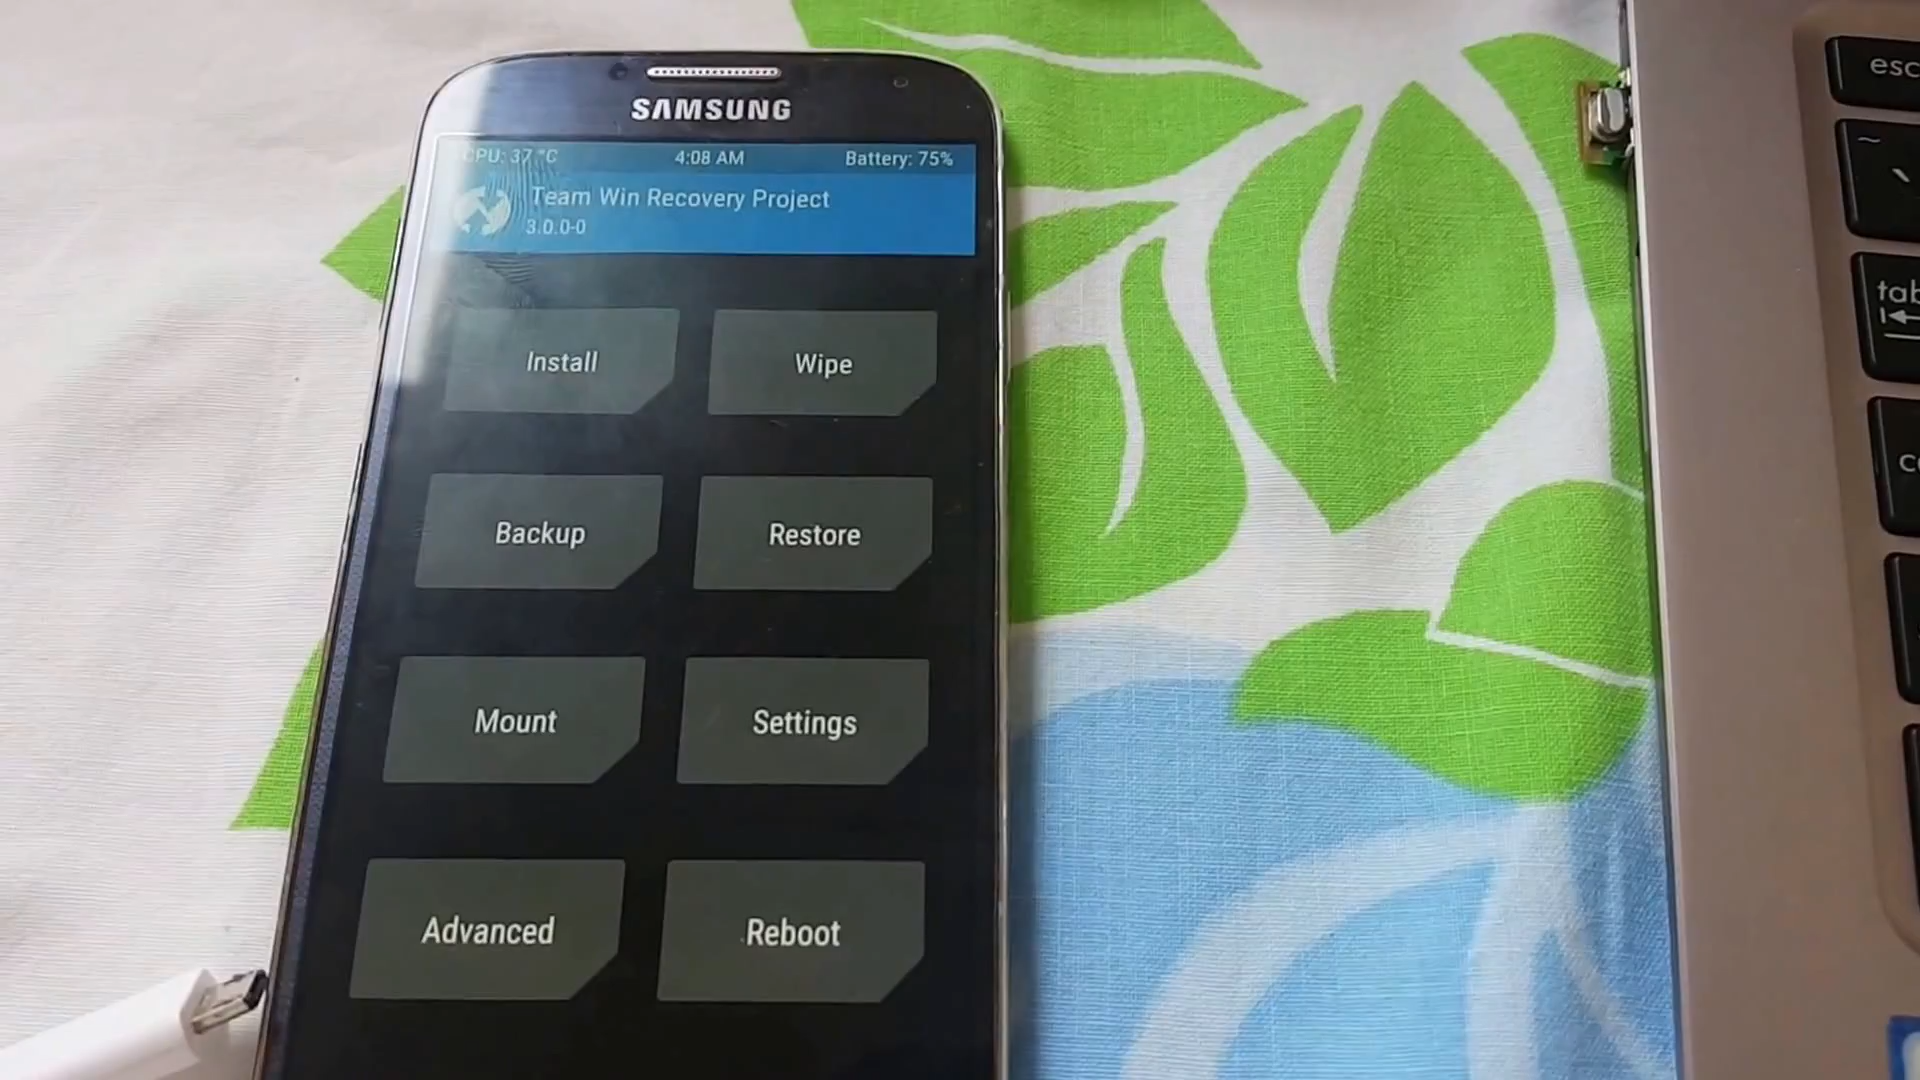 SAMSUNG
CPU: 37 °C 4:08 AM Battery: 75%
Team Win Recovery Project
3.0.0-0
Install Wipe
Backup Restore
Mount Settings
Advanced Reboot
esc
~
`
tab